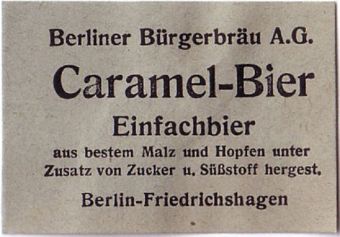 Berliner Bürgerbräu A.G.
Caramel-Bier
Einfachbier
aus bestem Malz und Hopfen unter
Zusatz von Zucker u. Süßstoff hergest.
Berlin-Friedrichshagen